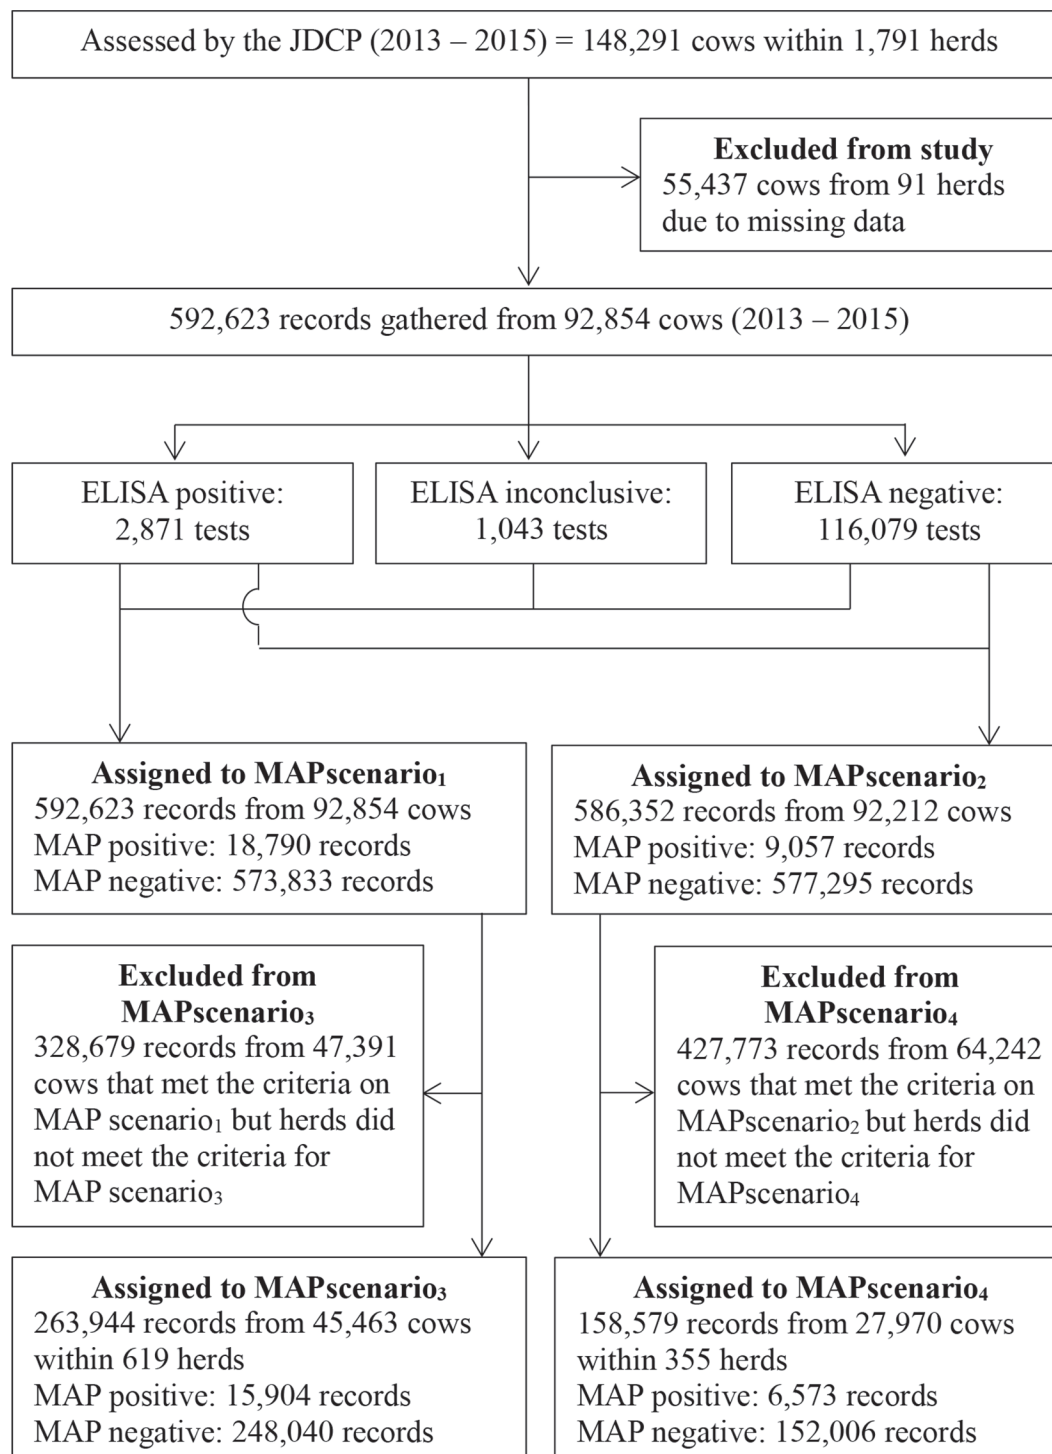 Assessed by the JDCP (2013 – 2015) = 148,291 cows within 1,791 herds
Excluded from study
55,437 cows from 91 herds
due to missing data
592,623 records gathered from 92,854 cows (2013 – 2015)
ELISA positive:
2,871 tests
ELISA inconclusive:
1,043 tests
ELISA negative:
116,079 tests
Assigned to MAPscenario₁
592,623 records from 92,854 cows
MAP positive: 18,790 records
MAP negative: 573,833 records
Assigned to MAPscenario₂
586,352 records from 92,212 cows
MAP positive: 9,057 records
MAP negative: 577,295 records
Excluded from
MAPscenario₃
328,679 records from 47,391
cows that met the criteria on
MAP scenario₁ but herds did
not meet the criteria for
MAP scenario₃
Excluded from
MAPscenario₄
427,773 records from 64,242
cows that met the criteria on
MAPscenario₂ but herds did
not meet the criteria for
MAPscenario₄
Assigned to MAPscenario₃
263,944 records from 45,463 cows
within 619 herds
MAP positive: 15,904 records
MAP negative: 248,040 records
Assigned to MAPscenario₄
158,579 records from 27,970 cows
within 355 herds
MAP positive: 6,573 records
MAP negative: 152,006 records